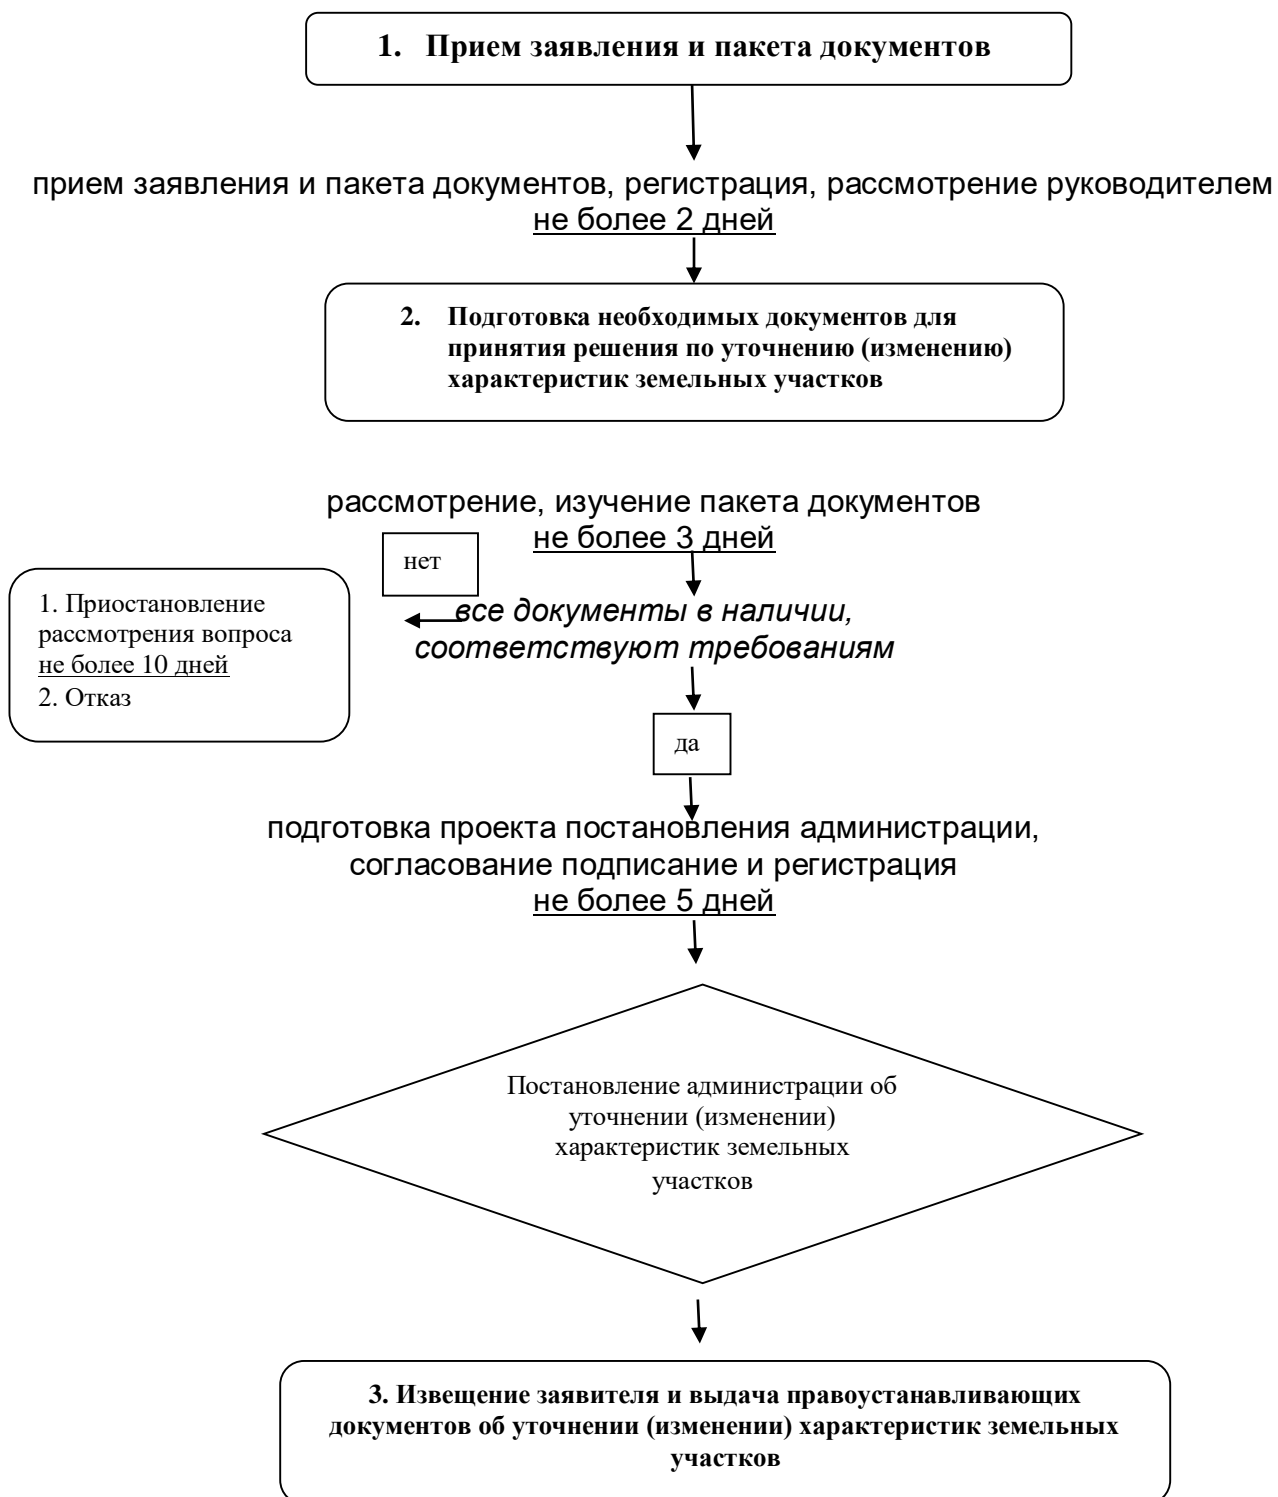 1. Прием заявления и пакета документов
прием заявления и пакета документов, регистрация, рассмотрение руководителем
не более 2 дней
2. Подготовка необходимых документов для
принятия решения по уточнению (изменению)
характеристик земельных участков
рассмотрение, изучение пакета документов
не более 3 дней
нет
1. Приостановление
рассмотрения вопроса
не более 10 дней
2. Отказ
все документы в наличии,
соответствуют требованиям
да
подготовка проекта постановления администрации,
согласование подписание и регистрация
не более 5 дней
Постановление администрации об
уточнении (изменении)
характеристик земельных
участков
3. Извещение заявителя и выдача правоустанавливающих
документов об уточнении (изменении) характеристик земельных
участков